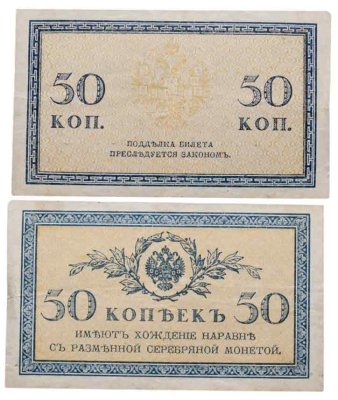 50 50
КОП. КОП.
ПОДДѢЛКА БИЛЕТА
ПРЕСЛѢДУЕТСЯ ЗАКОНОМЪ.
50 КОПѢЕКЪ 50
ИМѢЮТЪ ХОЖДЕНІЕ НАРАВНѢ
СЪ РАЗМѢННОЙ СЕРЕБРЯНОЙ МОНЕТОЙ.